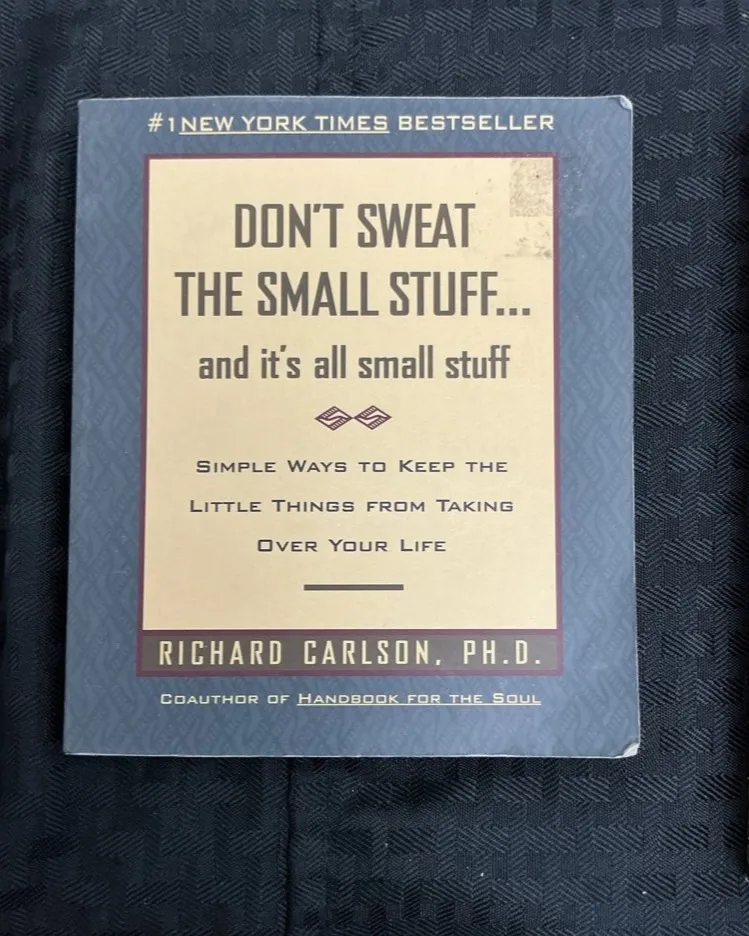 #1 NEW YORK TIMES BESTSELLER
DON'T SWEAT
THE SMALL STUFF...
and it's all small stuff
SIMPLE WAYS TO KEEP THE
LITTLE THINGS FROM TAKING
OVER YOUR LIFE
RICHARD CARLSON, PH.D.
COAUTHOR OF HANDBOOK FOR THE SOUL